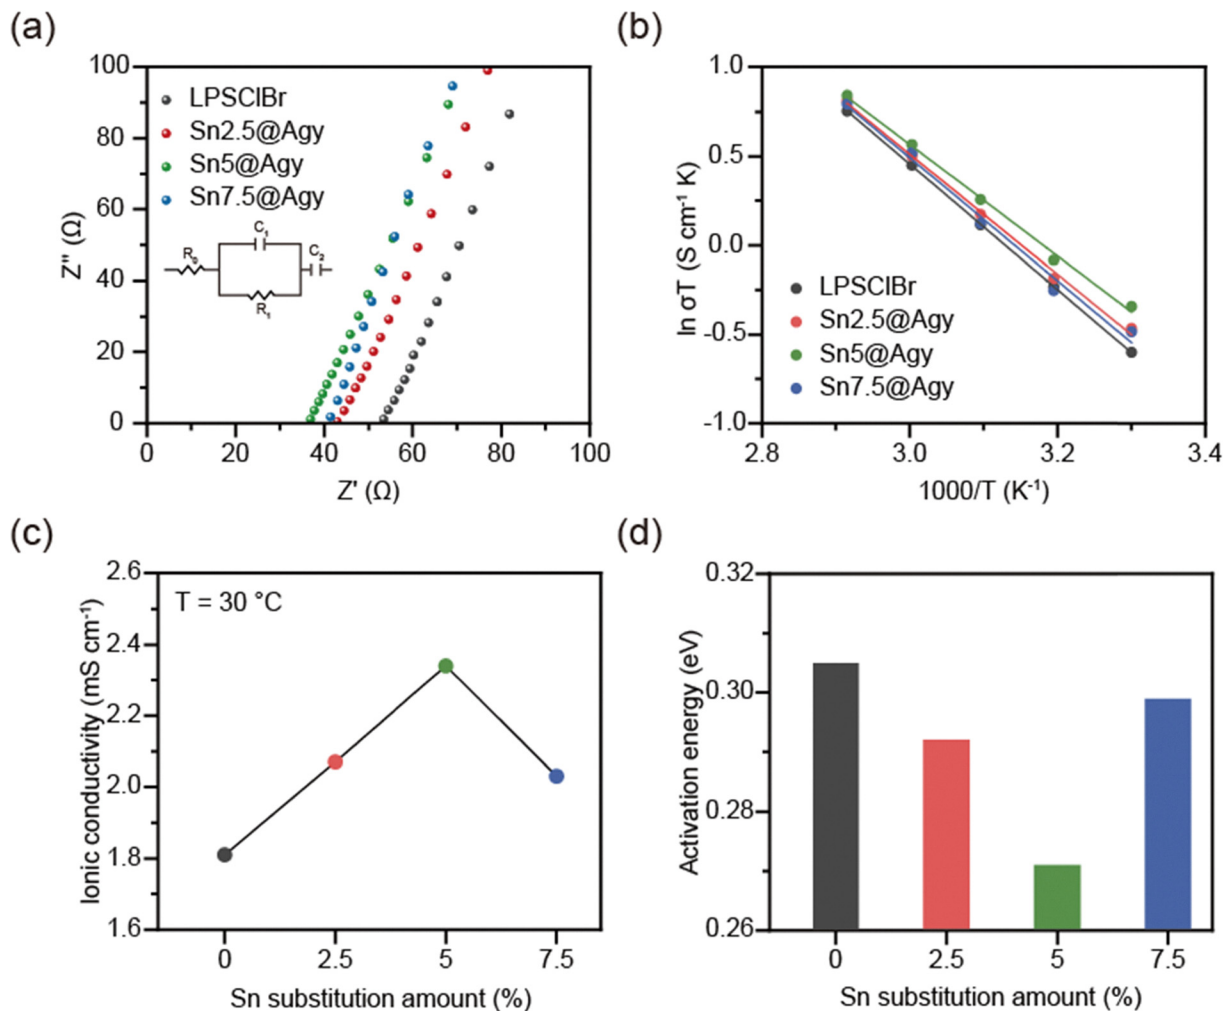 (a)
100
80
60
40
20
0
Z'' (Ω)
LPSClBr
Sn2.5@Agy
Sn5@Agy
Sn7.5@Agy
R₀
C₁
R₁
C₂
0 20 40 60 80 100
Z' (Ω)
(b)
1.0
0.5
0.0
-0.5
-1.0
ln σT (S cm⁻¹ K)
LPSClBr
Sn2.5@Agy
Sn5@Agy
Sn7.5@Agy
2.8 3.0 3.2 3.4
1000/T (K⁻¹)
(c)
2.6
2.4
2.2
2.0
1.8
1.6
Ionic conductivity (mS cm⁻¹)
T = 30 °C
0 2.5 5 7.5
Sn substitution amount (%)
(d)
0.32
0.30
0.28
0.26
Activation energy (eV)
0 2.5 5 7.5
Sn substitution amount (%)